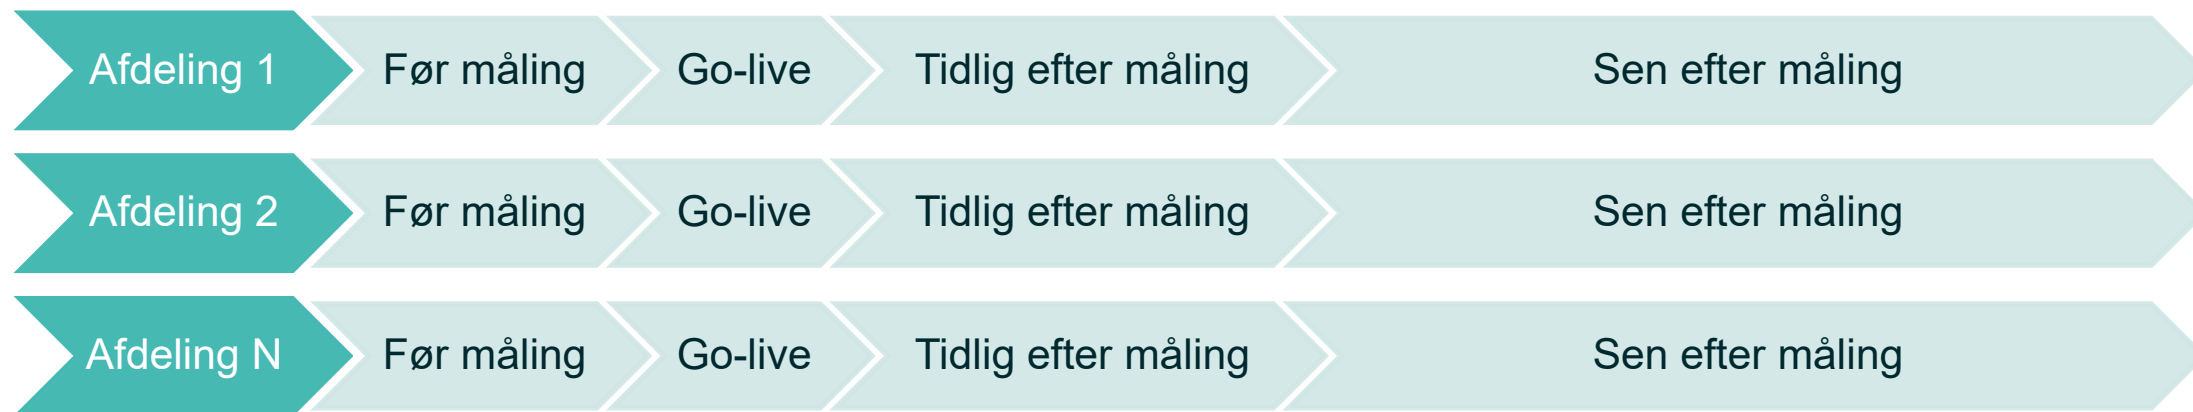 Afdeling 1 Før måling Go-live Tidlig efter måling Sen efter måling
Afdeling 2 Før måling Go-live Tidlig efter måling Sen efter måling
Afdeling N Før måling Go-live Tidlig efter måling Sen efter måling